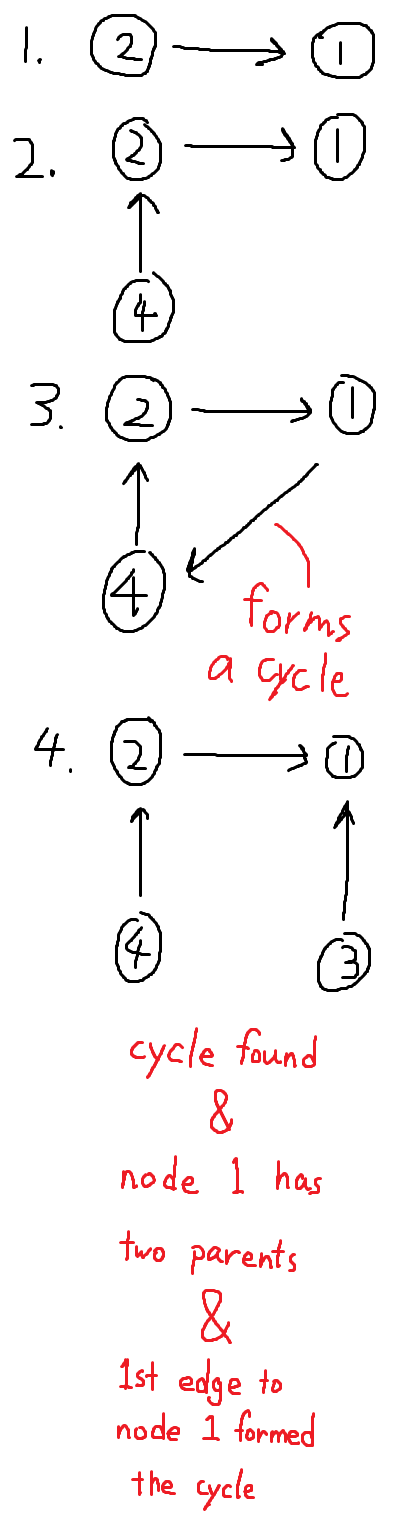 1. 2 1
2. 2 1
4
3. 2 1
4
forms
a cycle
4. 2 1
4 3
cycle found
&
node 1 has
two parents
&
1st edge to
node 1 formed
the cycle